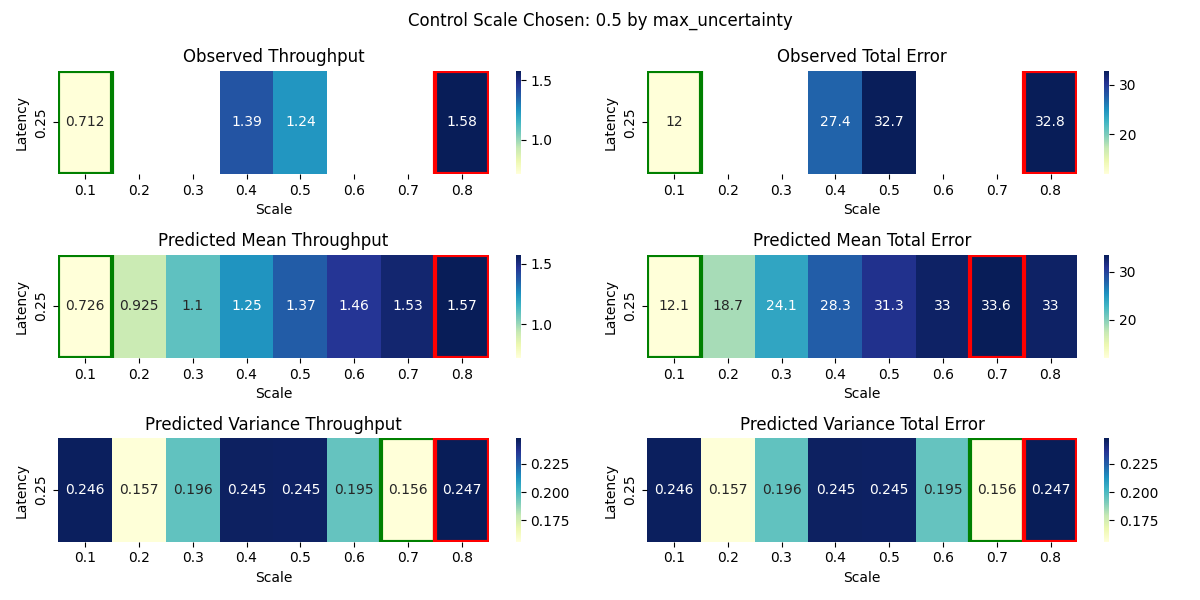 Control Scale Chosen: 0.5 by max_uncertainty
Observed Throughput
Latency
0.25
0.712
1.39
1.24
1.58
0.1 0.2 0.3 0.4 0.5 0.6 0.7 0.8
Scale
1.5
1.0
Observed Total Error
Latency
0.25
12
27.4
32.7
32.8
0.1 0.2 0.3 0.4 0.5 0.6 0.7 0.8
Scale
30
20
Predicted Mean Throughput
Latency
0.25
0.726 0.925 1.1 1.25 1.37 1.46 1.53 1.57
0.1 0.2 0.3 0.4 0.5 0.6 0.7 0.8
Scale
1.5
1.0
Predicted Mean Total Error
Latency
0.25
12.1 18.7 24.1 28.3 31.3 33 33.6 33
0.1 0.2 0.3 0.4 0.5 0.6 0.7 0.8
Scale
30
20
Predicted Variance Throughput
Latency
0.25
0.246 0.157 0.196 0.245 0.245 0.195 0.156 0.247
0.1 0.2 0.3 0.4 0.5 0.6 0.7 0.8
Scale
0.225
0.200
0.175
Predicted Variance Total Error
Latency
0.25
0.246 0.157 0.196 0.245 0.245 0.195 0.156 0.247
0.1 0.2 0.3 0.4 0.5 0.6 0.7 0.8
Scale
0.225
0.200
0.175